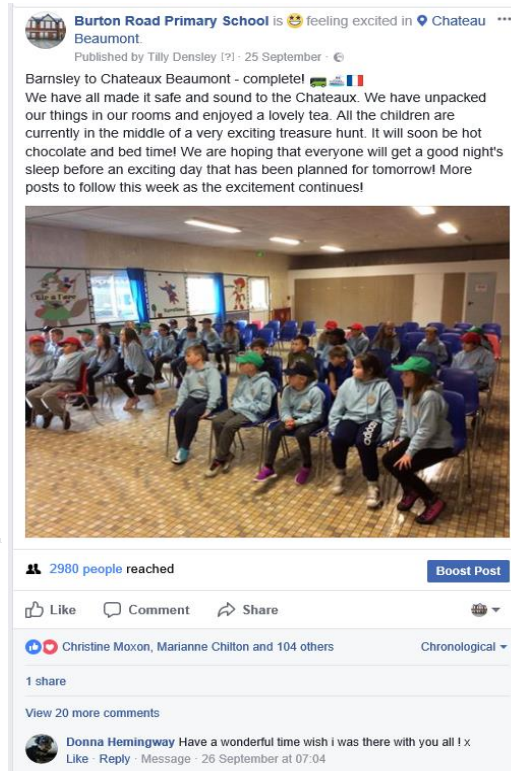 Burton Road Primary School is 😆 feeling excited in Chateau
Beaumont.
Published by Tilly Densley [?] · 25 September ·
Barnsley to Chateaux Beaumont - complete! 🚌🛳🇫🇷
We have all made it safe and sound to the Chateaux. We have unpacked
our things in our rooms and enjoyed a lovely tea. All the children are
currently in the middle of a very exciting treasure hunt. It will soon be hot
chocolate and bed time! We are hoping that everyone will get a good night's
sleep before an exciting day that has been planned for tomorrow! More
posts to follow this week as the excitement continues!
2980 people reached
Boost Post
Like Comment Share
Christine Moxon, Marianne Chilton and 104 others Chronological
1 share
View 20 more comments
Donna Hemingway Have a wonderful time wish i was there with you all ! x
Like · Reply · Message · 26 September at 07:04